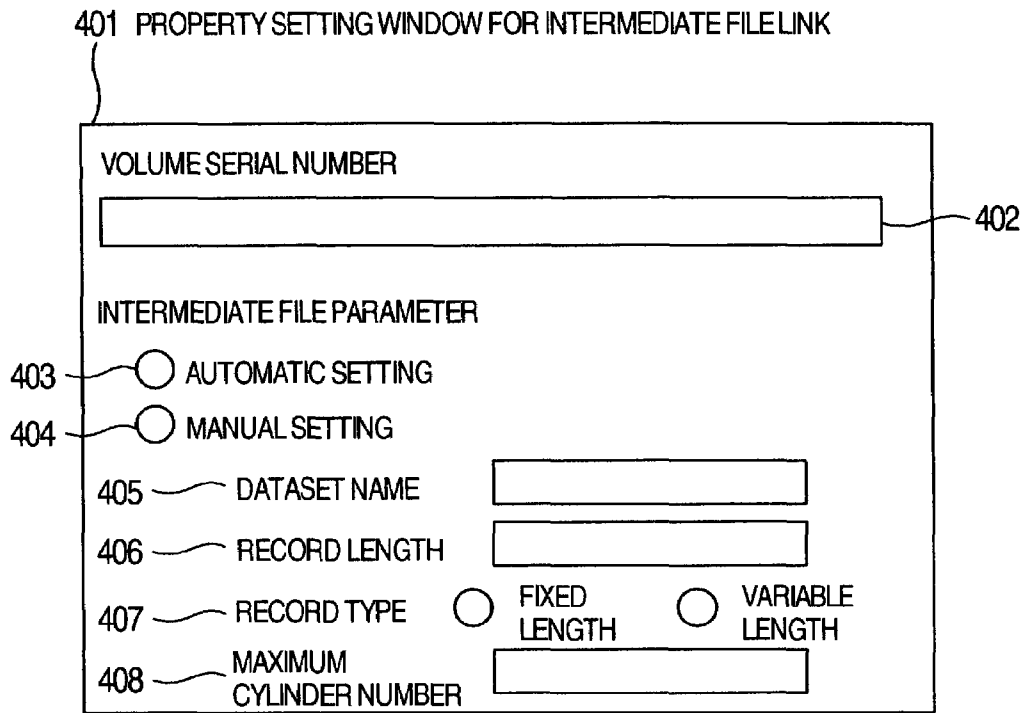 401 PROPERTY SETTING WINDOW FOR INTERMEDIATE FILE LINK
VOLUME SERIAL NUMBER
402
INTERMEDIATE FILE PARAMETER
403 AUTOMATIC SETTING
404 MANUAL SETTING
405 DATASET NAME
406 RECORD LENGTH
407 RECORD TYPE FIXED LENGTH VARIABLE LENGTH
408 MAXIMUM CYLINDER NUMBER